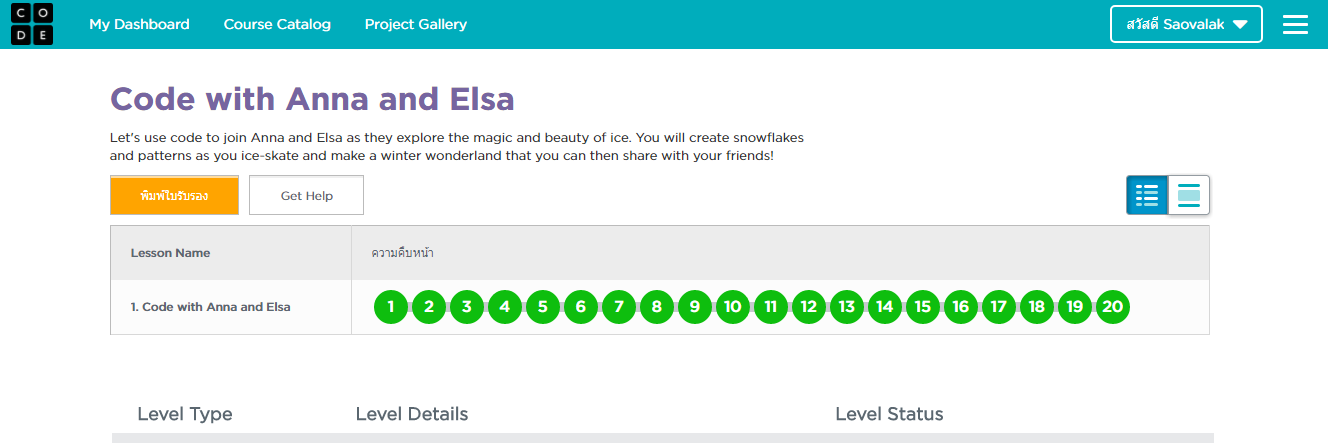 CODE
My Dashboard Course Catalog Project Gallery สวัสดี Saovalak
Code with Anna and Elsa
Let's use code to join Anna and Elsa as they explore the magic and beauty of ice. You will create snowflakes
and patterns as you ice-skate and make a winter wonderland that you can then share with your friends!
พิมพ์ใบรับรอง Get Help
Lesson Name ความคืบหน้า
1. Code with Anna and Elsa 1 2 3 4 5 6 7 8 9 10 11 12 13 14 15 16 17 18 19 20
Level Type Level Details Level Status